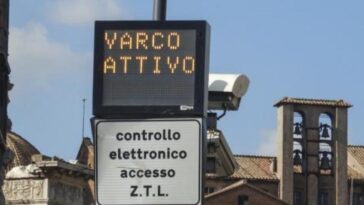 VARCO
ATTIVO
controllo
elettronico
accesso
Z.T.L.